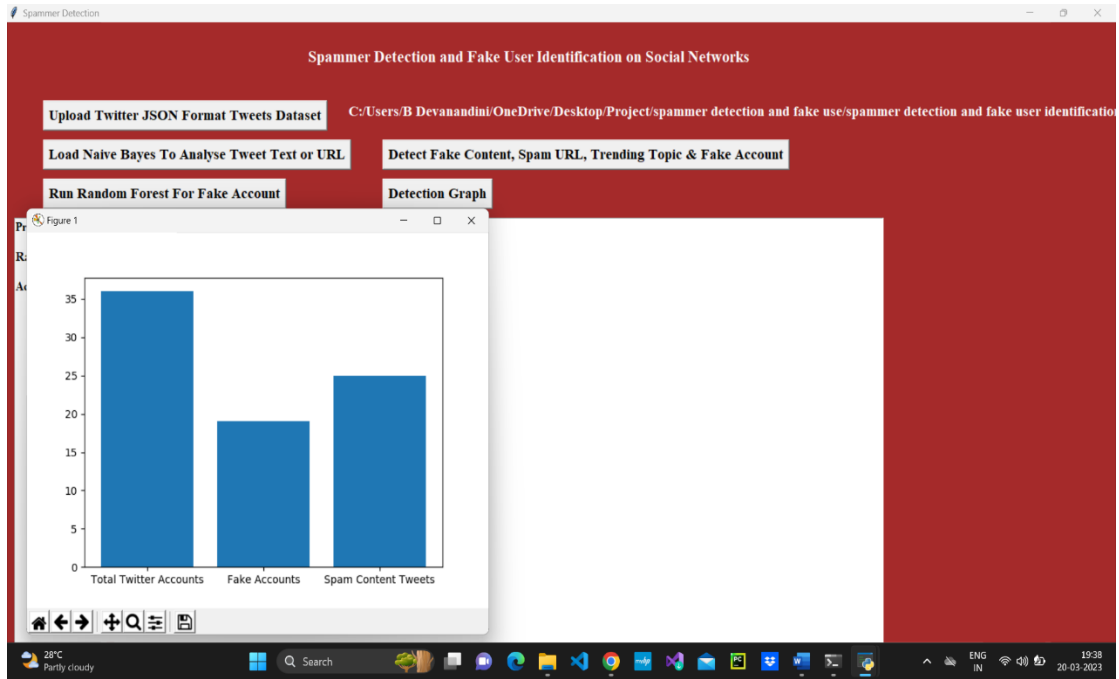 Spammer Detection
Spammer Detection and Fake User Identification on Social Networks
Upload Twitter JSON Format Tweets Dataset
C:/Users/B Devanandini/OneDrive/Desktop/Project/spammer detection and fake use/spammer detection and fake user identification
Load Naive Bayes To Analyse Tweet Text or URL
Detect Fake Content, Spam URL, Trending Topic & Fake Account
Run Random Forest For Fake Account
Detection Graph
Figure 1
35
30
25
20
15
10
5
0
Total Twitter Accounts Fake Accounts Spam Content Tweets
28°C
Partly cloudy
Search
ENG
IN
19:38
20-03-2023